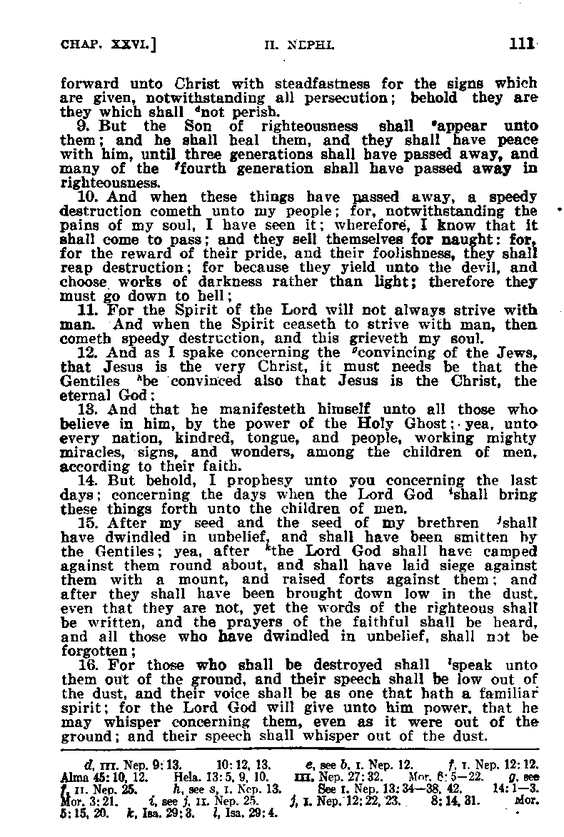 CHAP. XXVI.] II. NEPHI. 111
forward unto Christ with steadfastness for the signs which
are given, notwithstanding all persecution; behold they are
they which shall ᵈnot perish.
9. But the Son of righteousness shall ᵉappear unto
them; and he shall heal them, and they shall have peace
with him, until three generations shall have passed away, and
many of the ᶠfourth generation shall have passed away in
righteousness.
10. And when these things have passed away, a speedy
destruction cometh unto my people; for, notwithstanding the
pains of my soul, I have seen it; wherefore, I know that it
shall come to pass; and they sell themselves for naught: for,
for the reward of their pride, and their foolishness, they shall
reap destruction; for because they yield unto the devil, and
choose works of darkness rather than light; therefore they
must go down to hell;
11. For the Spirit of the Lord will not always strive with
man. And when the Spirit ceaseth to strive with man, then
cometh speedy destruction, and this grieveth my soul.
12. And as I spake concerning the ᵍconvincing of the Jews,
that Jesus is the very Christ, it must needs be that the
Gentiles ʰbe convinced also that Jesus is the Christ, the
eternal God;
13. And that he manifesteth himself unto all those who
believe in him, by the power of the Holy Ghost; yea, unto
every nation, kindred, tongue, and people, working mighty
miracles, signs, and wonders, among the children of men,
according to their faith.
14. But behold, I prophesy unto you concerning the last
days; concerning the days when the Lord God ⁱshall bring
these things forth unto the children of men.
15. After my seed and the seed of my brethren ʲshall
have dwindled in unbelief, and shall have been smitten by
the Gentiles; yea, after ᵏthe Lord God shall have camped
against them round about, and shall have laid siege against
them with a mount, and raised forts against them; and
after they shall have been brought down low in the dust,
even that they are not, yet the words of the righteous shall
be written, and the prayers of the faithful shall be heard,
and all those who have dwindled in unbelief, shall not be
forgotten;
16. For those who shall be destroyed shall ˡspeak unto
them out of the ground, and their speech shall be low out of
the dust, and their voice shall be as one that hath a familiar
spirit; for the Lord God will give unto him power, that he
may whisper concerning them, even as it were out of the
ground; and their speech shall whisper out of the dust.
d, III. Nep. 9:13. 10:12, 13. e, see b, I. Nep. 12. f, I. Nep. 12:12.
Alma 45:10, 12. Hela. 13:5, 9, 10. III. Nep. 27:32. Mor. 6:5—22. g, see
f, II. Nep. 25. h, see s, I. Nep. 13. See I. Nep. 13:34—38, 42. 14:1—3.
Mor. 3:21. i, see j, II. Nep. 25. j, I. Nep. 12:22, 23. 8:14, 31. Mor.
5:15, 20. k, Isa. 29:3. l, Isa. 29:4.